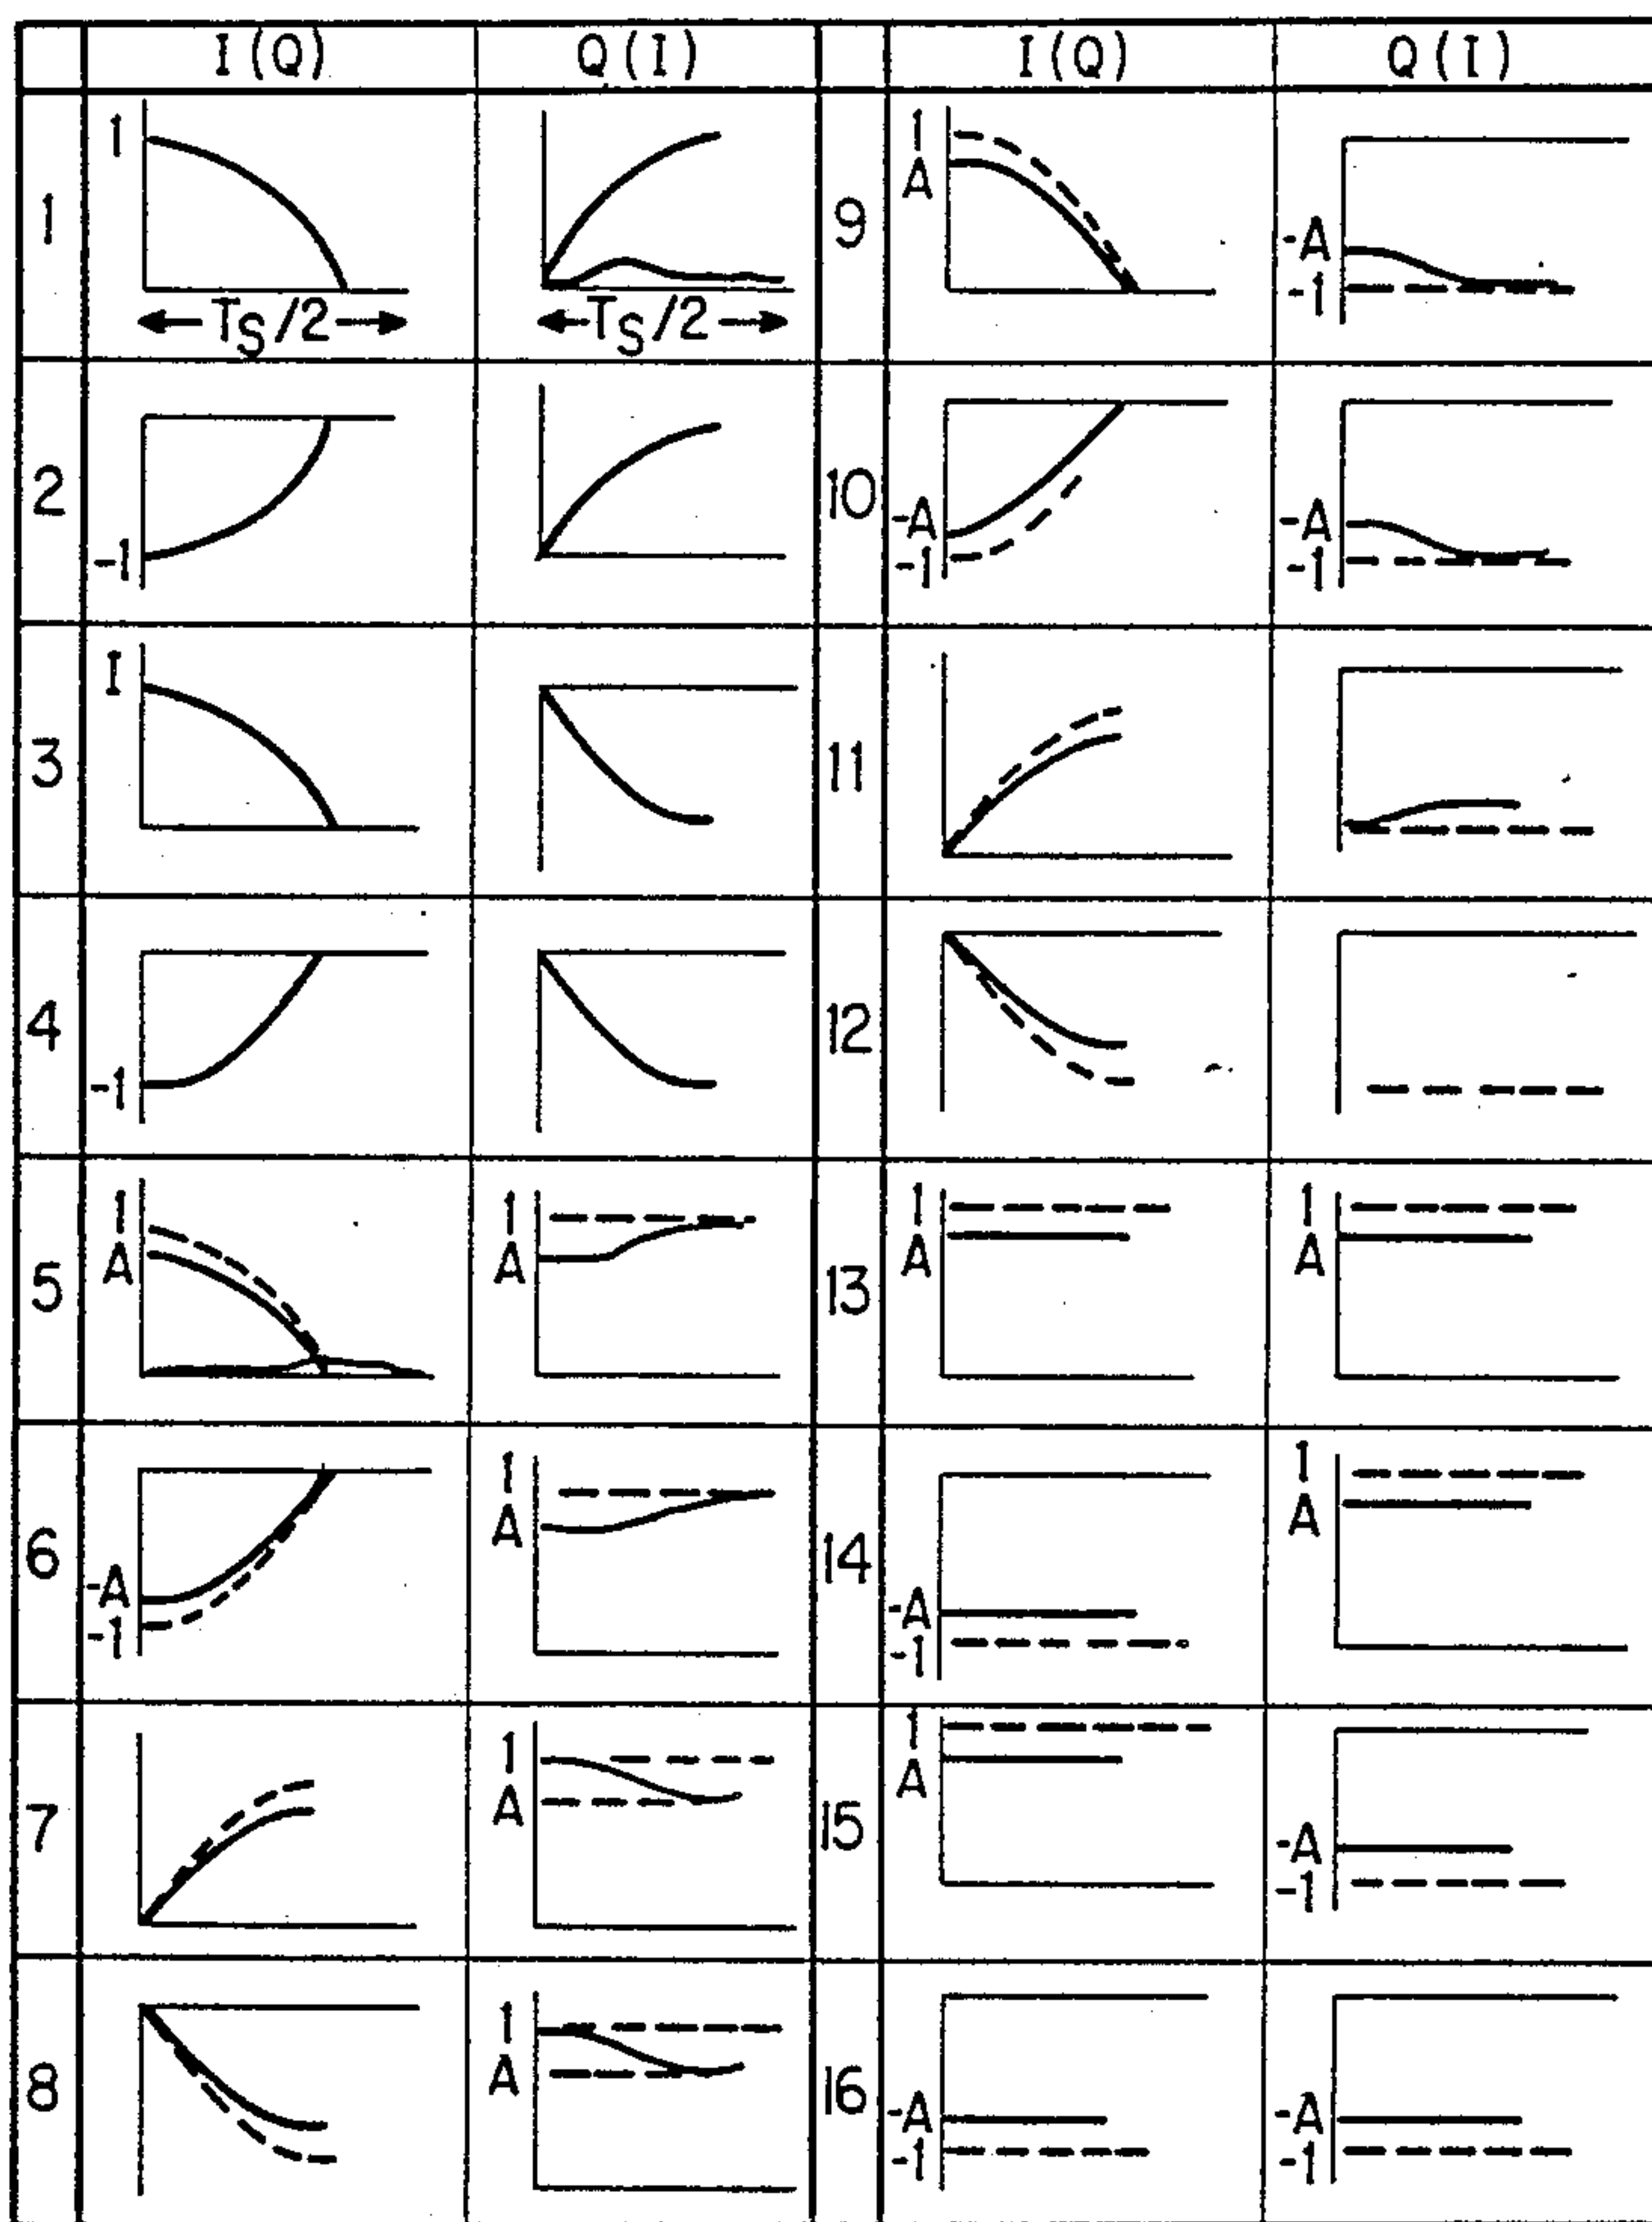 I(Q) Q(I) I(Q) Q(I)
1 1 Ts/2 Ts/2
9 1 A -A -1
2 -1
10 -A -1 -A -1
3 I
11
4 -1
12
5 1 A 1 A
13 1 A 1 A
6 -A -1 1 A
14 -A -1 1 A
7 1 A
15 1 A -A -1
8 1 A
16 -A -1 -A -1